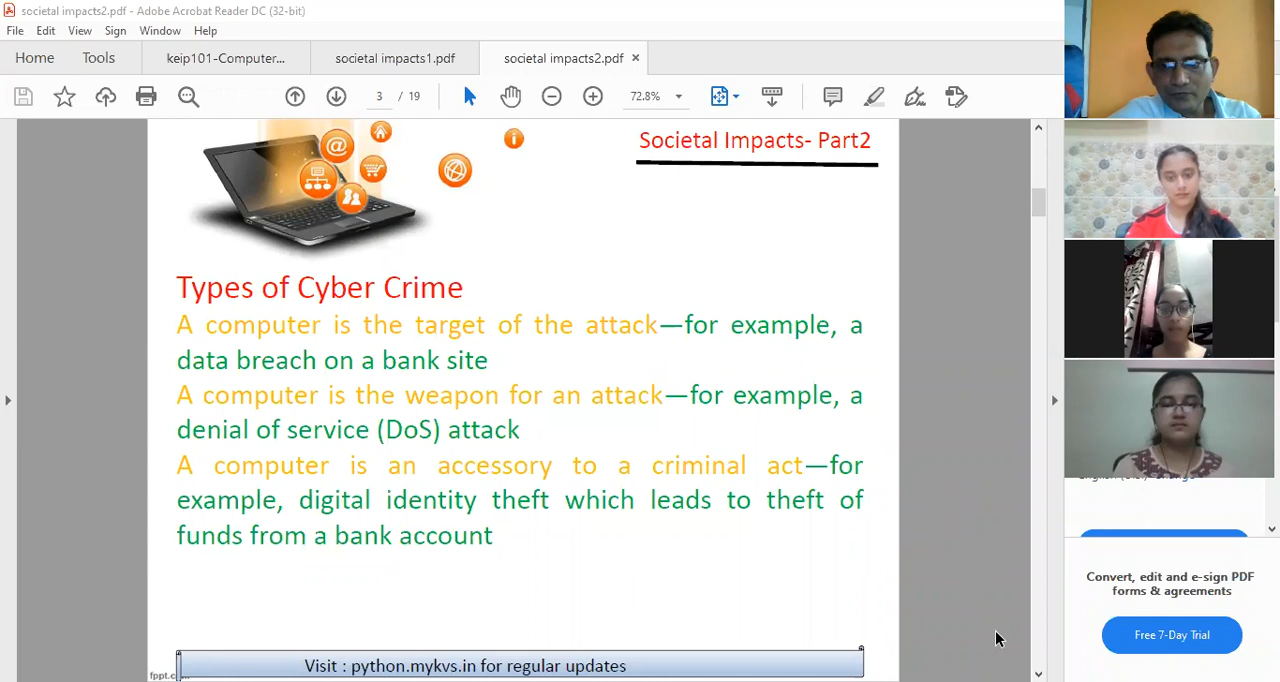 societal impacts2.pdf - Adobe Acrobat Reader DC (32-bit)
File Edit View Sign Window Help
Home Tools keip101-Computer... societal impacts1.pdf societal impacts2.pdf ×
3 / 19 72.8%
@
i
Societal Impacts- Part2
Types of Cyber Crime
A computer is the target of the attack—for example, a
data breach on a bank site
A computer is the weapon for an attack—for example, a
denial of service (DoS) attack
A computer is an accessory to a criminal act—for
example, digital identity theft which leads to theft of
funds from a bank account
Visit : python.mykvs.in for regular updates
Convert, edit and e-sign PDF
forms & agreements
Free 7-Day Trial